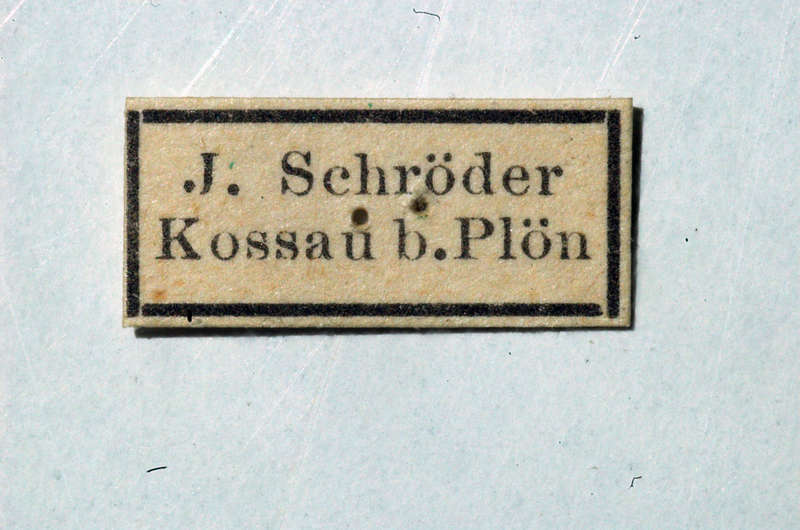 J. Schröder
Kossau b. Plön